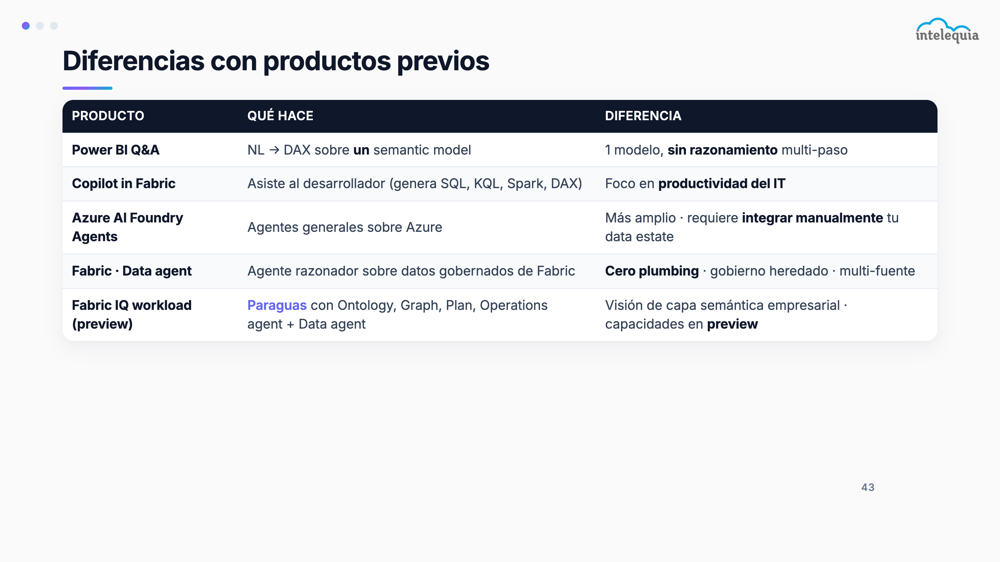 intelequia
Diferencias con productos previos
PRODUCTO QUÉ HACE DIFERENCIA
Power BI Q&A NL → DAX sobre un semantic model 1 modelo, sin razonamiento multi-paso
Copilot in Fabric Asiste al desarrollador (genera SQL, KQL, Spark, DAX) Foco en productividad del IT
Azure AI Foundry
Agents
Agentes generales sobre Azure
Más amplio · requiere integrar manualmente tu
data estate
Fabric · Data agent Agente razonador sobre datos gobernados de Fabric Cero plumbing · gobierno heredado · multi-fuente
Fabric IQ workload
(preview)
Paraguas con Ontology, Graph, Plan, Operations
agent + Data agent
Visión de capa semántica empresarial ·
capacidades en preview
43